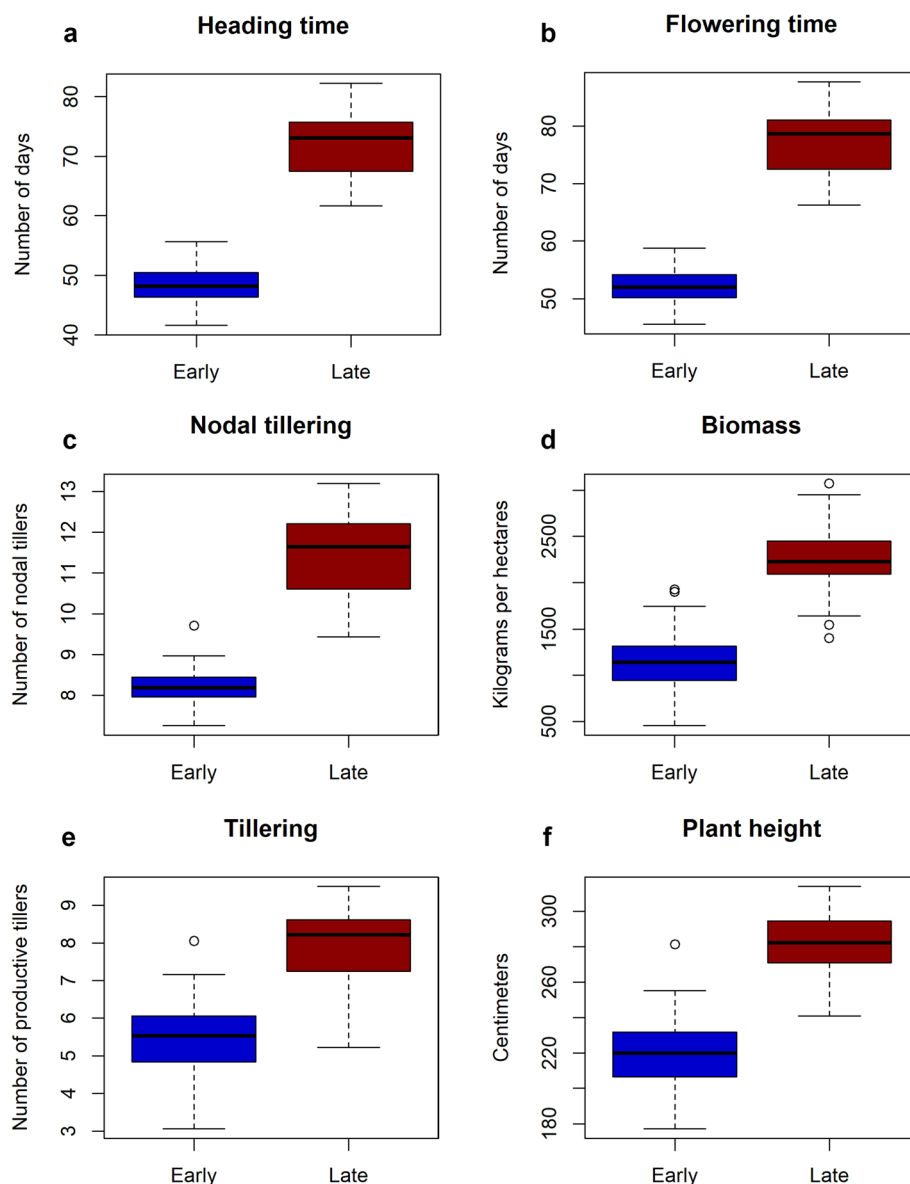 a Heading time
Number of days
80
70
60
50
40
Early Late
b Flowering time
Number of days
80
70
60
50
Early Late
c Nodal tillering
Number of nodal tillers
13
12
11
10
9
8
Early Late
d Biomass
Kilograms per hectares
2500
1500
500
Early Late
e Tillering
Number of productive tillers
9
8
7
6
5
4
3
Early Late
f Plant height
Centimeters
300
260
220
180
Early Late